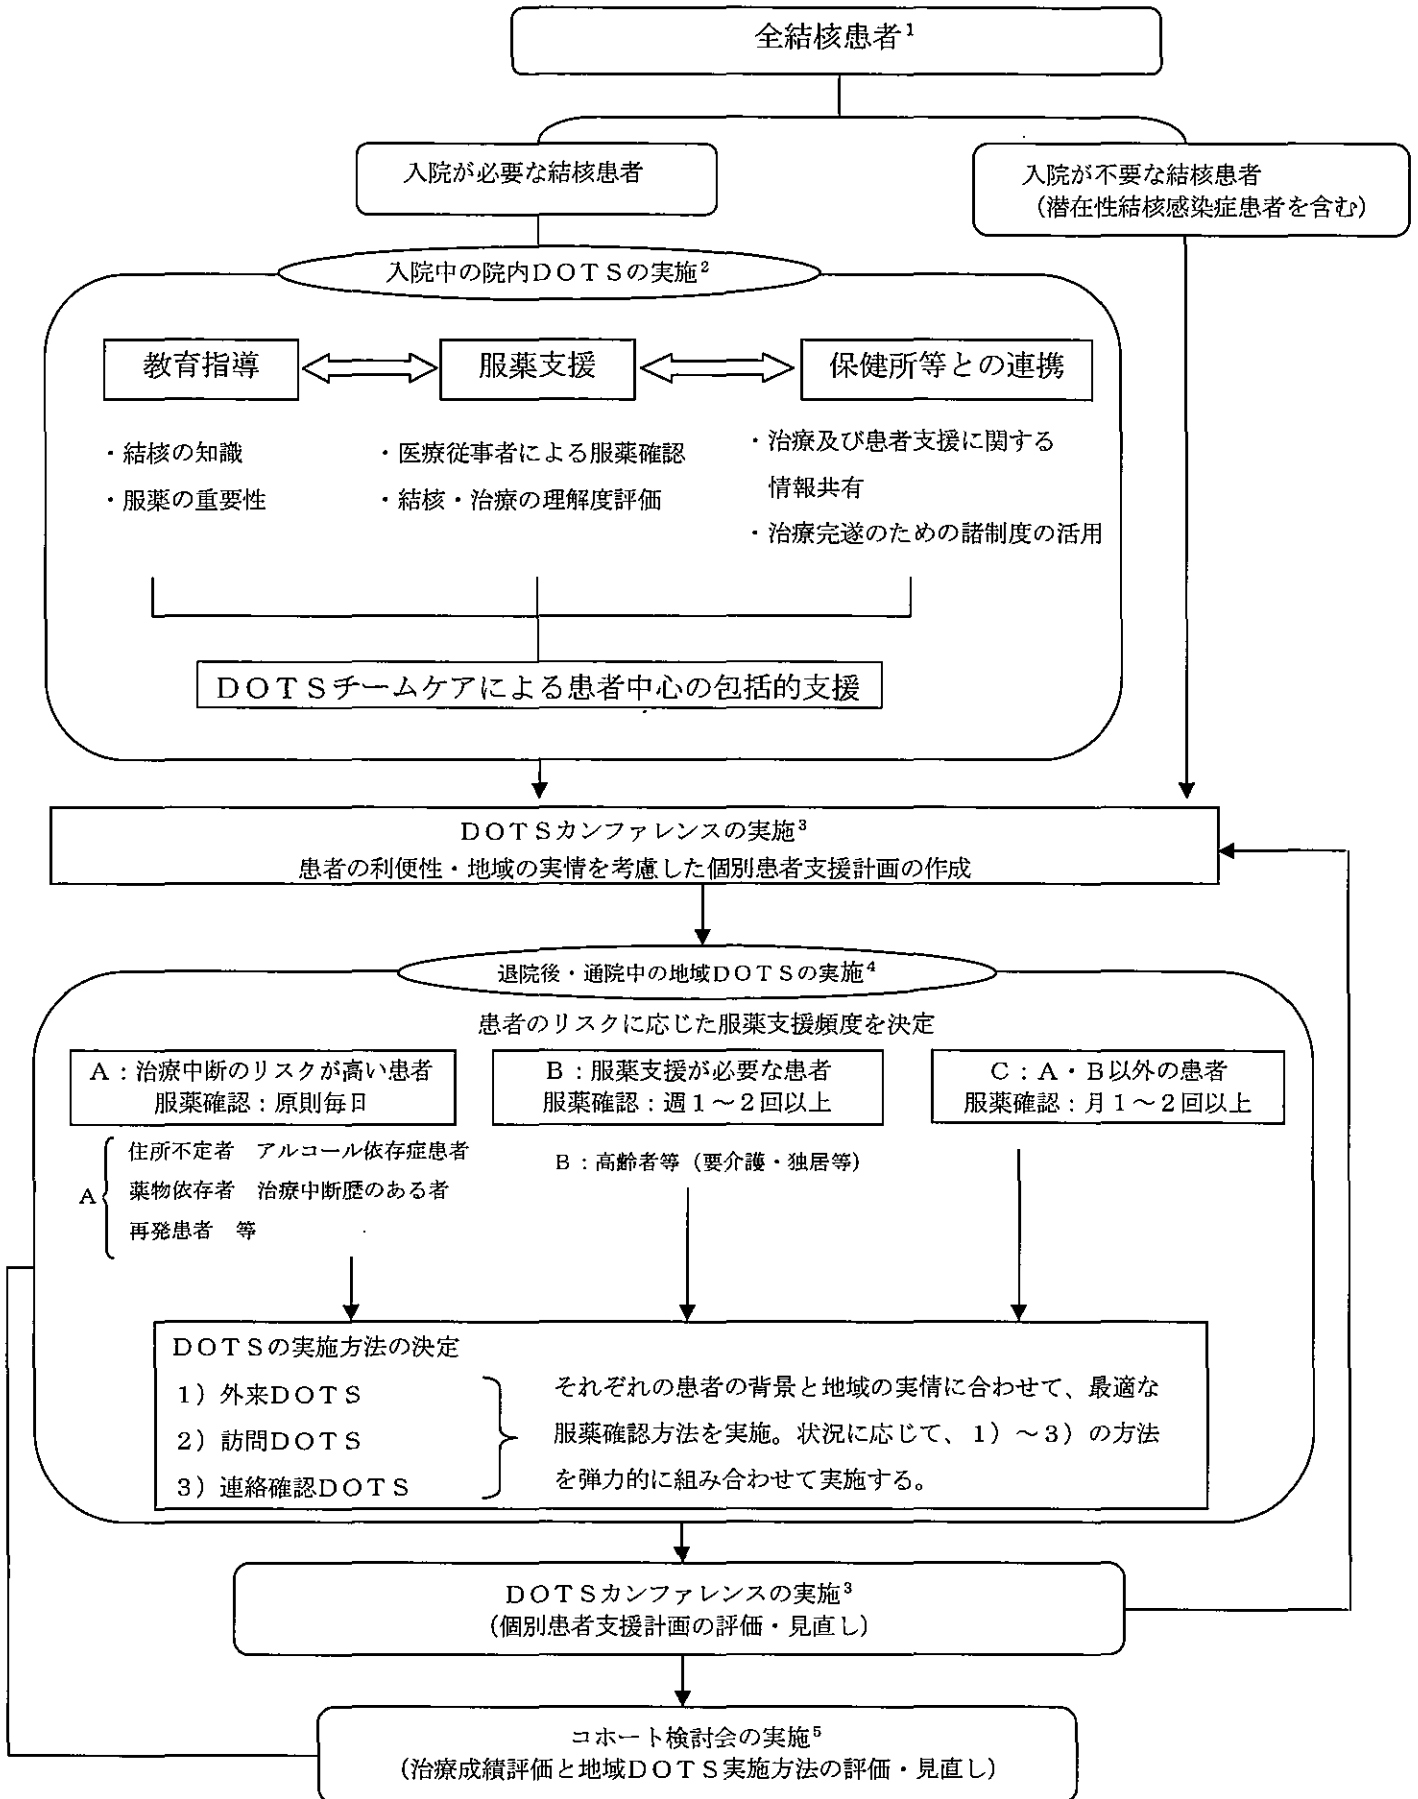 全結核患者¹
入院が必要な結核患者
入院が不要な結核患者
（潜在性結核感染症患者を含む）
入院中の院内ＤＯＴＳの実施²
教育指導
服薬支援
保健所等との連携
・結核の知識
・服薬の重要性
・医療従事者による服薬確認
・結核・治療の理解度評価
・治療及び患者支援に関する
情報共有
・治療完遂のための諸制度の活用
ＤＯＴＳチームケアによる患者中心の包括的支援
ＤＯＴＳカンファレンスの実施³
患者の利便性・地域の実情を考慮した個別患者支援計画の作成
退院後・通院中の地域ＤＯＴＳの実施⁴
患者のリスクに応じた服薬支援頻度を決定
Ａ：治療中断のリスクが高い患者
服薬確認：原則毎日
Ｂ：服薬支援が必要な患者
服薬確認：週１～２回以上
Ｃ：Ａ・Ｂ以外の患者
服薬確認：月１～２回以上
Ａ
住所不定者　アルコール依存症患者
薬物依存者　治療中断歴のある者
再発患者　等
Ｂ：高齢者等（要介護・独居等）
ＤＯＴＳの実施方法の決定
１）外来ＤＯＴＳ
２）訪問ＤＯＴＳ
３）連絡確認ＤＯＴＳ
それぞれの患者の背景と地域の実情に合わせて、最適な
服薬確認方法を実施。状況に応じて、１）～３）の方法
を弾力的に組み合わせて実施する。
ＤＯＴＳカンファレンスの実施³
（個別患者支援計画の評価・見直し）
コホート検討会の実施⁵
（治療成績評価と地域ＤＯＴＳ実施方法の評価・見直し）